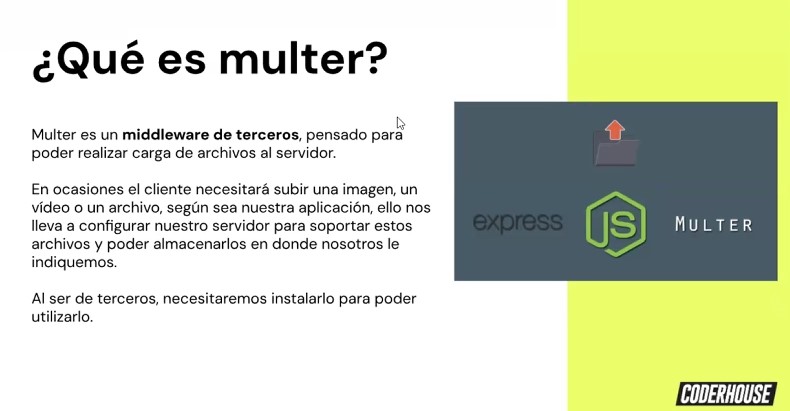 ¿Qué es multer?
Multer es un middleware de terceros, pensado para
poder realizar carga de archivos al servidor.
En ocasiones el cliente necesitará subir una imagen, un
vídeo o un archivo, según sea nuestra aplicación, ello nos
lleva a configurar nuestro servidor para soportar estos
archivos y poder almacenarlos en donde nosotros le
indiquemos.
Al ser de terceros, necesitaremos instalarlo para poder
utilizarlo.
express
JS
MULTER
CODERHOUSE